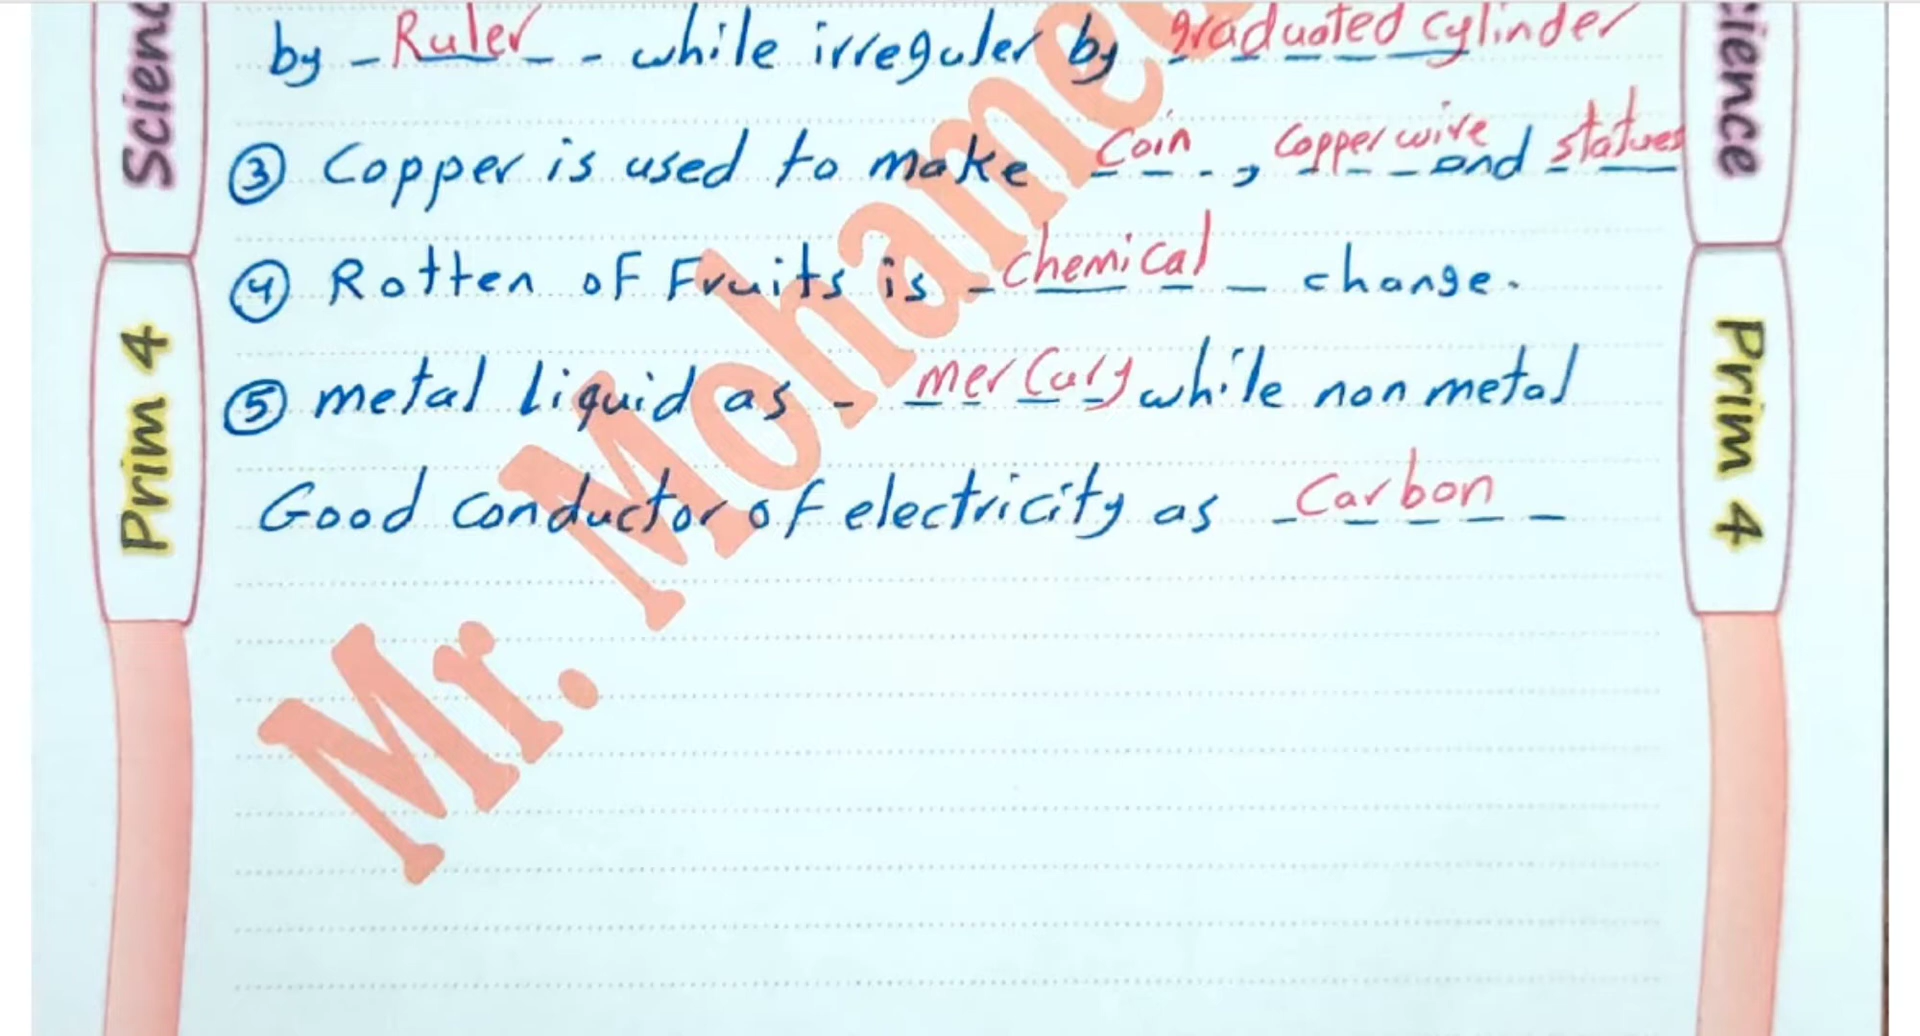 by Ruler while irreguler by graduated cylinder
③ Copper is used to make Coin, Copper wire and statues
④ Rotten of Fruits is chemical change.
⑤ metal liquid as mercury while non metal
Good conductor of electricity as Carbon
Scienc
Prim 4
cience
Prim 4
Mr. Mohamed